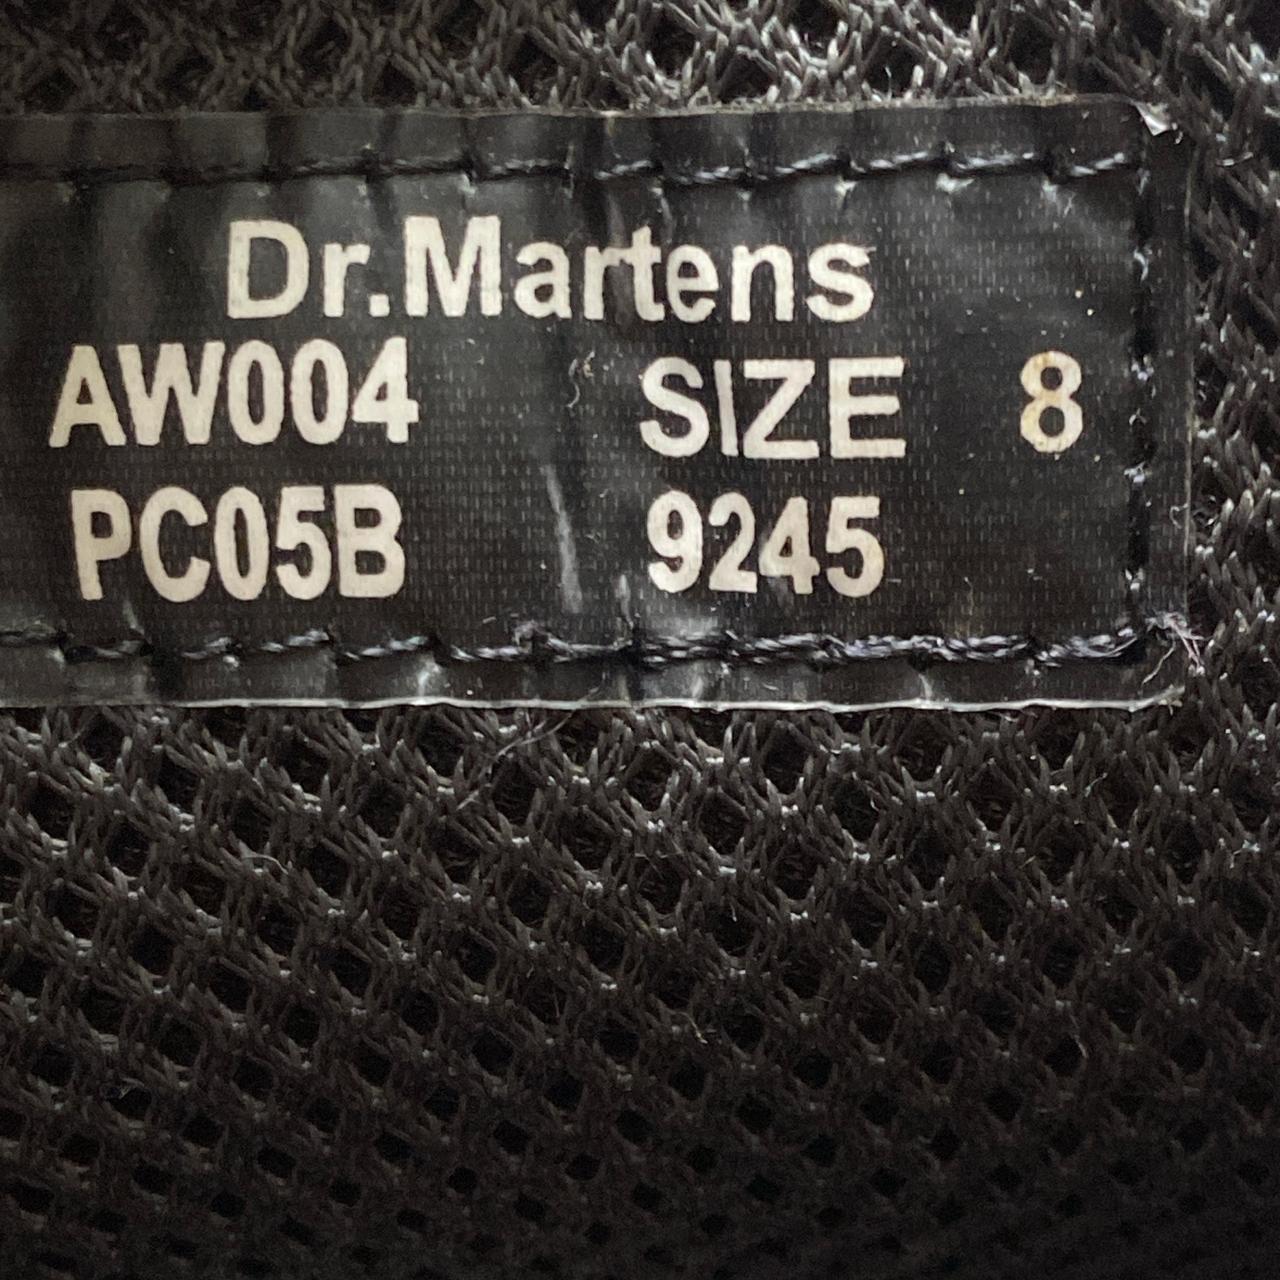 Dr.Martens
AW004 SIZE 8
PC05B 9245